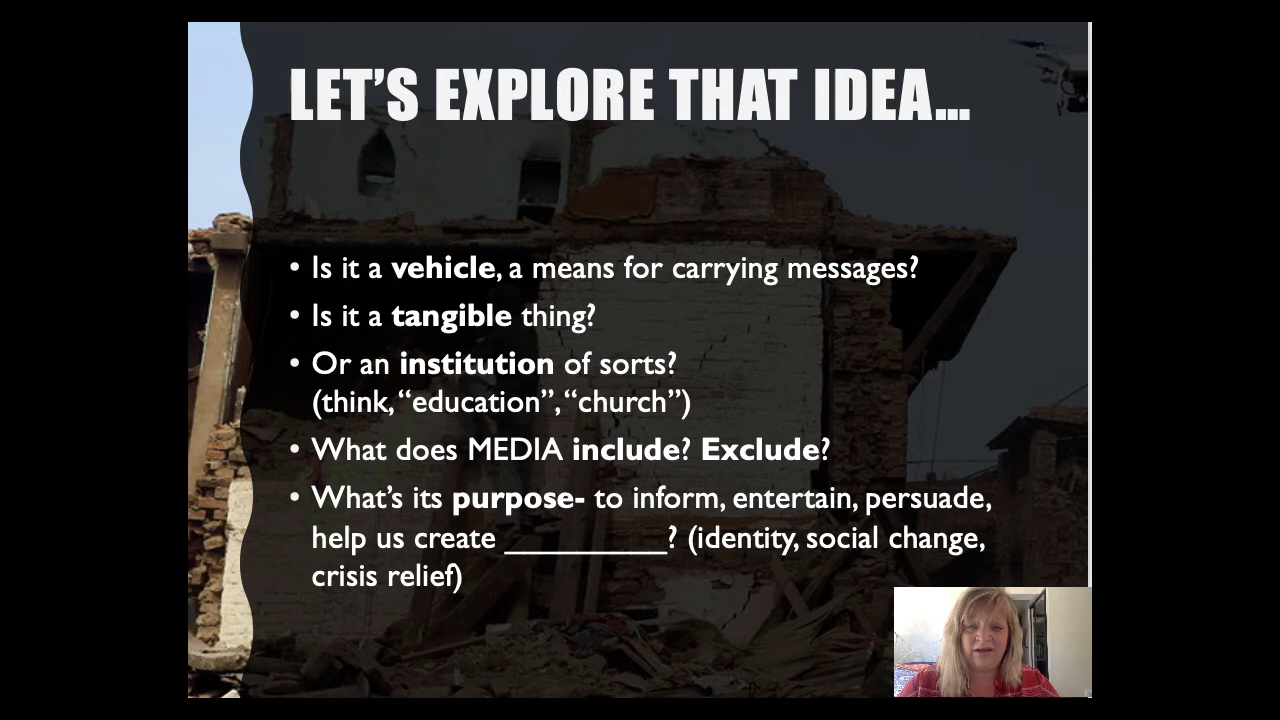 LET'S EXPLORE THAT IDEA...
• Is it a vehicle, a means for carrying messages?
• Is it a tangible thing?
• Or an institution of sorts?
(think, “education”, “church”)
• What does MEDIA include? Exclude?
• What's its purpose- to inform, entertain, persuade,
help us create __________? (identity, social change,
crisis relief)